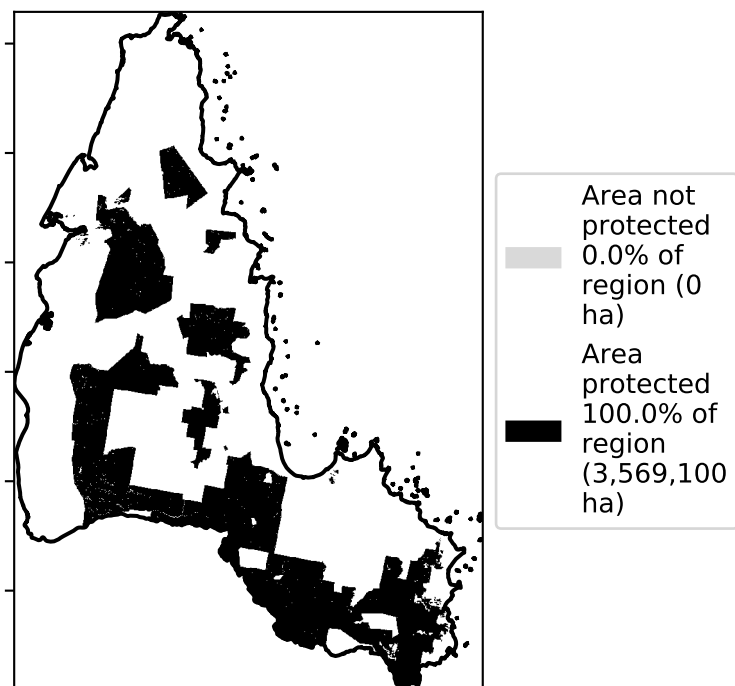 Area not
protected
0.0% of
region (0
ha)
Area
protected
100.0% of
region
(3,569,100
ha)